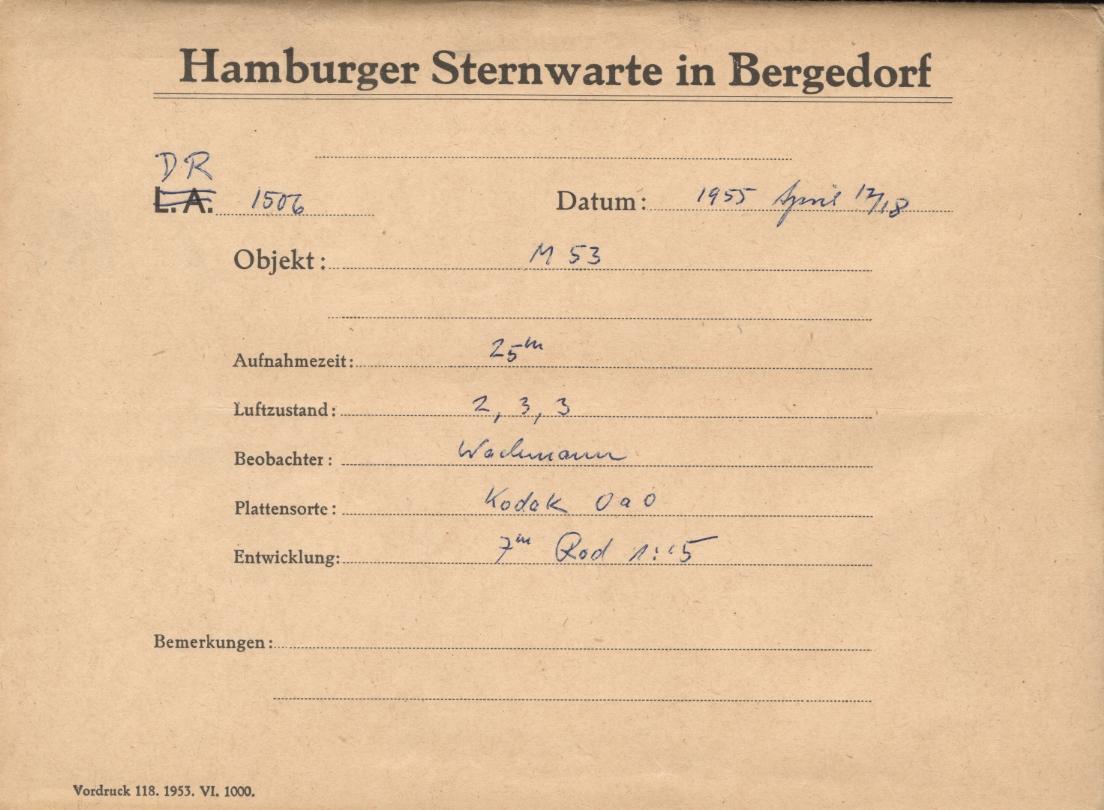 Hamburger Sternwarte in Bergedorf
DR
L. A. 1506 Datum: 1955 April 17/18
Objekt: M 53
Aufnahmezeit: 25m
Luftzustand: 2, 3, 3
Beobachter: Wachmann
Plattensorte: Kodak 0a0
Entwicklung: 7m Rod 1:15
Bemerkungen:
Vordruck 118. 1953. VI. 1000.